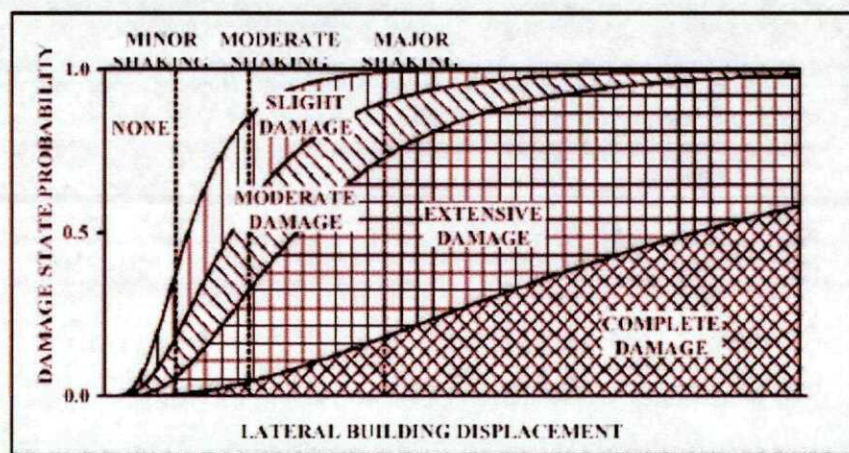 MINOR MODERATE MAJOR
SHAKING SHAKING SHAKING
1.0
SLIGHT
NONE DAMAGE
MODERATE
DAMAGE
EXTENSIVE
DAMAGE
0.5
COMPLETE
DAMAGE
0.0
DAMAGE STATE PROBABILITY
LATERAL BUILDING DISPLACEMENT